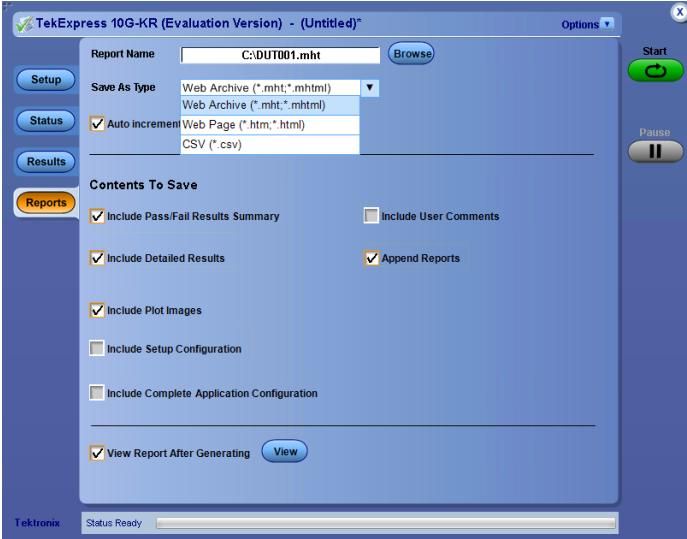 TekExpress 10G-KR (Evaluation Version) - (Untitled)*
Options
x
Report Name
C:\DUT001.mht
Browse
Start
Setup
Save As Type
Web Archive (*.mht;*.mhtml)
Web Archive (*.mht;*.mhtml)
Status
Auto increment
Web Page (*.htm;*.html)
CSV (*.csv)
Pause
Results
Contents To Save
Reports
Include Pass/Fail Results Summary
Include User Comments
Include Detailed Results
Append Reports
Include Plot Images
Include Setup Configuration
Include Complete Application Configuration
View Report After Generating
View
Tektronix
Status Ready